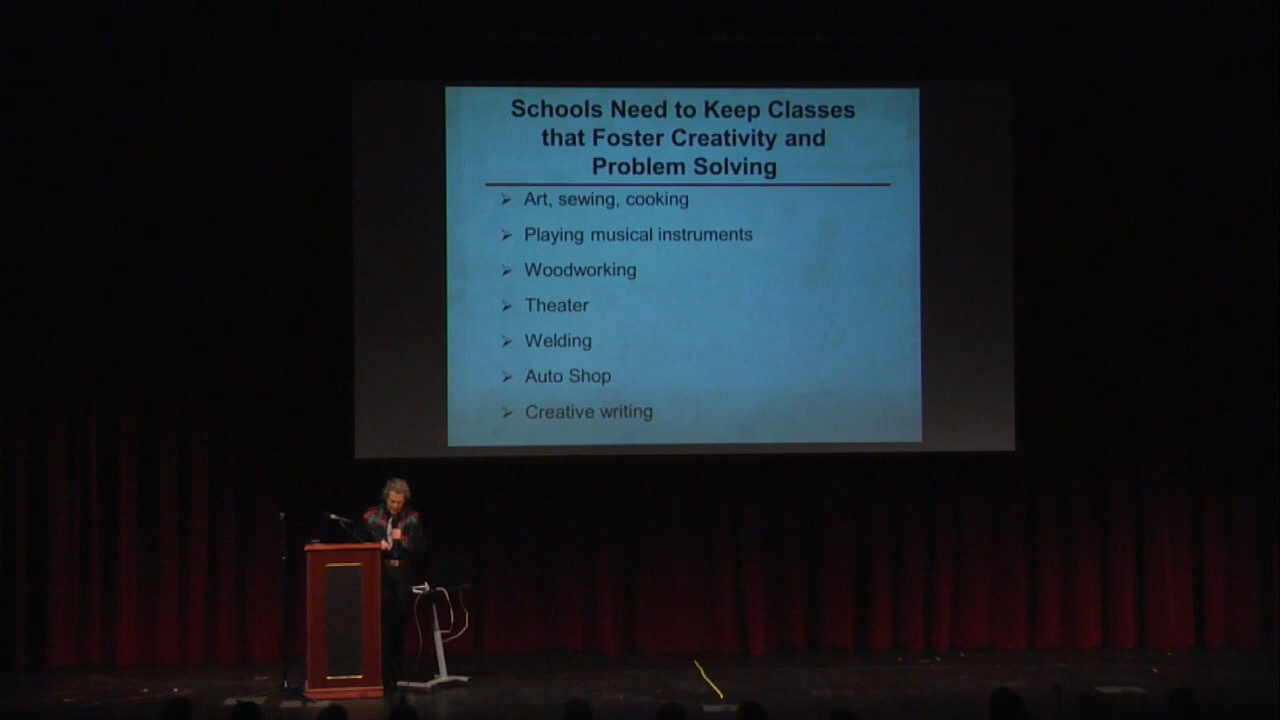 Schools Need to Keep Classes
that Foster Creativity and
Problem Solving
Art, sewing, cooking
Playing musical instruments
Woodworking
Theater
Welding
Auto Shop
Creative writing